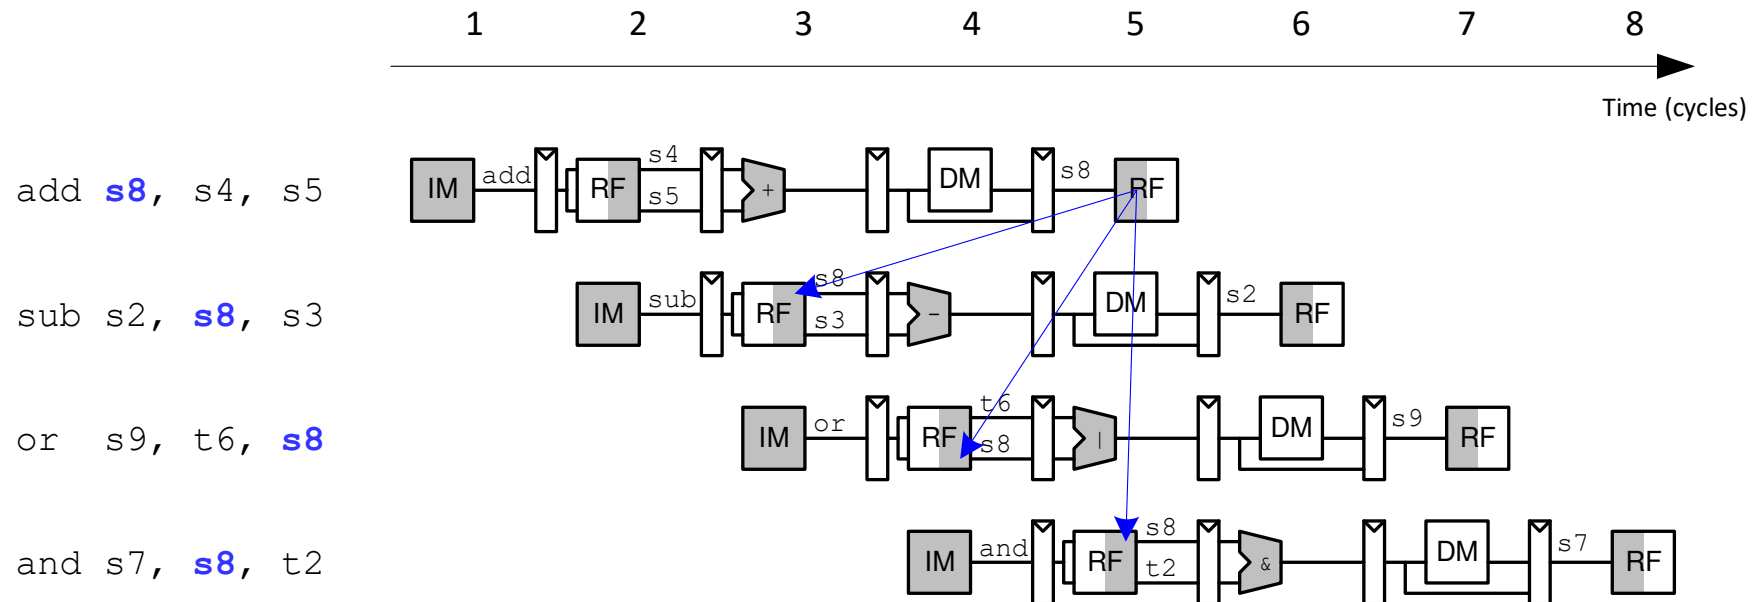 1 2 3 4 5 6 7 8
Time (cycles)
add s8, s4, s5
IM add RF s4 s5 + DM s8 RF
sub s2, s8, s3
IM sub RF s8 s3 - DM s2 RF
or s9, t6, s8
IM or RF t6 s8 | DM s9 RF
and s7, s8, t2
IM and RF s8 t2 & DM s7 RF